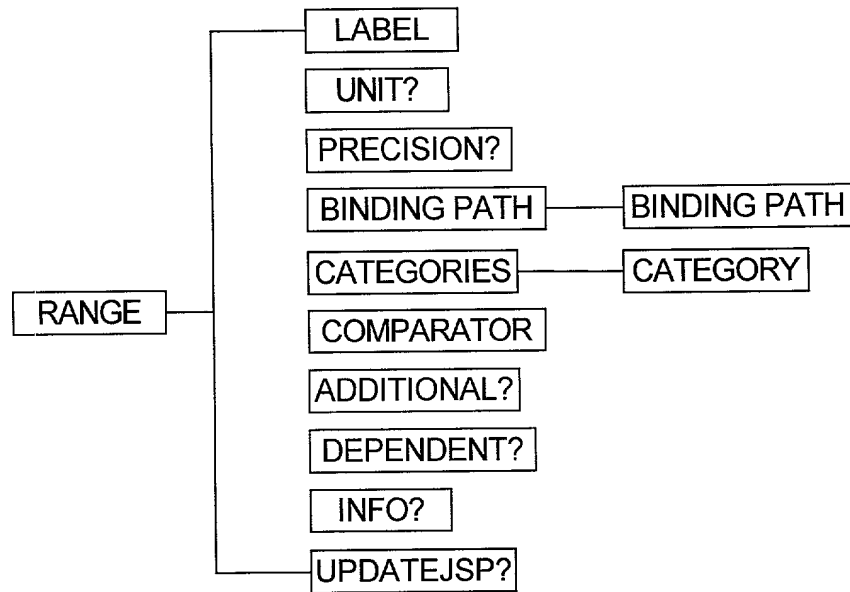 LABEL
UNIT?
PRECISION?
BINDING PATH
BINDING PATH
CATEGORIES
CATEGORY
RANGE
COMPARATOR
ADDITIONAL?
DEPENDENT?
INFO?
UPDATEJSP?